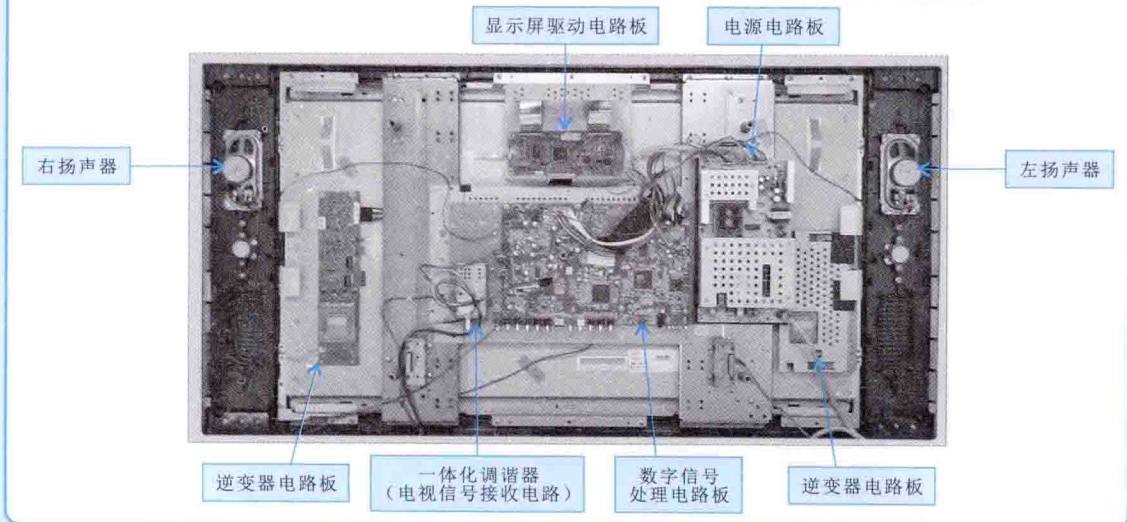 显示屏驱动电路板
电源电路板
右扬声器
左扬声器
逆变器电路板
一体化调谐器
（电视信号接收电路）
数字信号
处理电路板
逆变器电路板